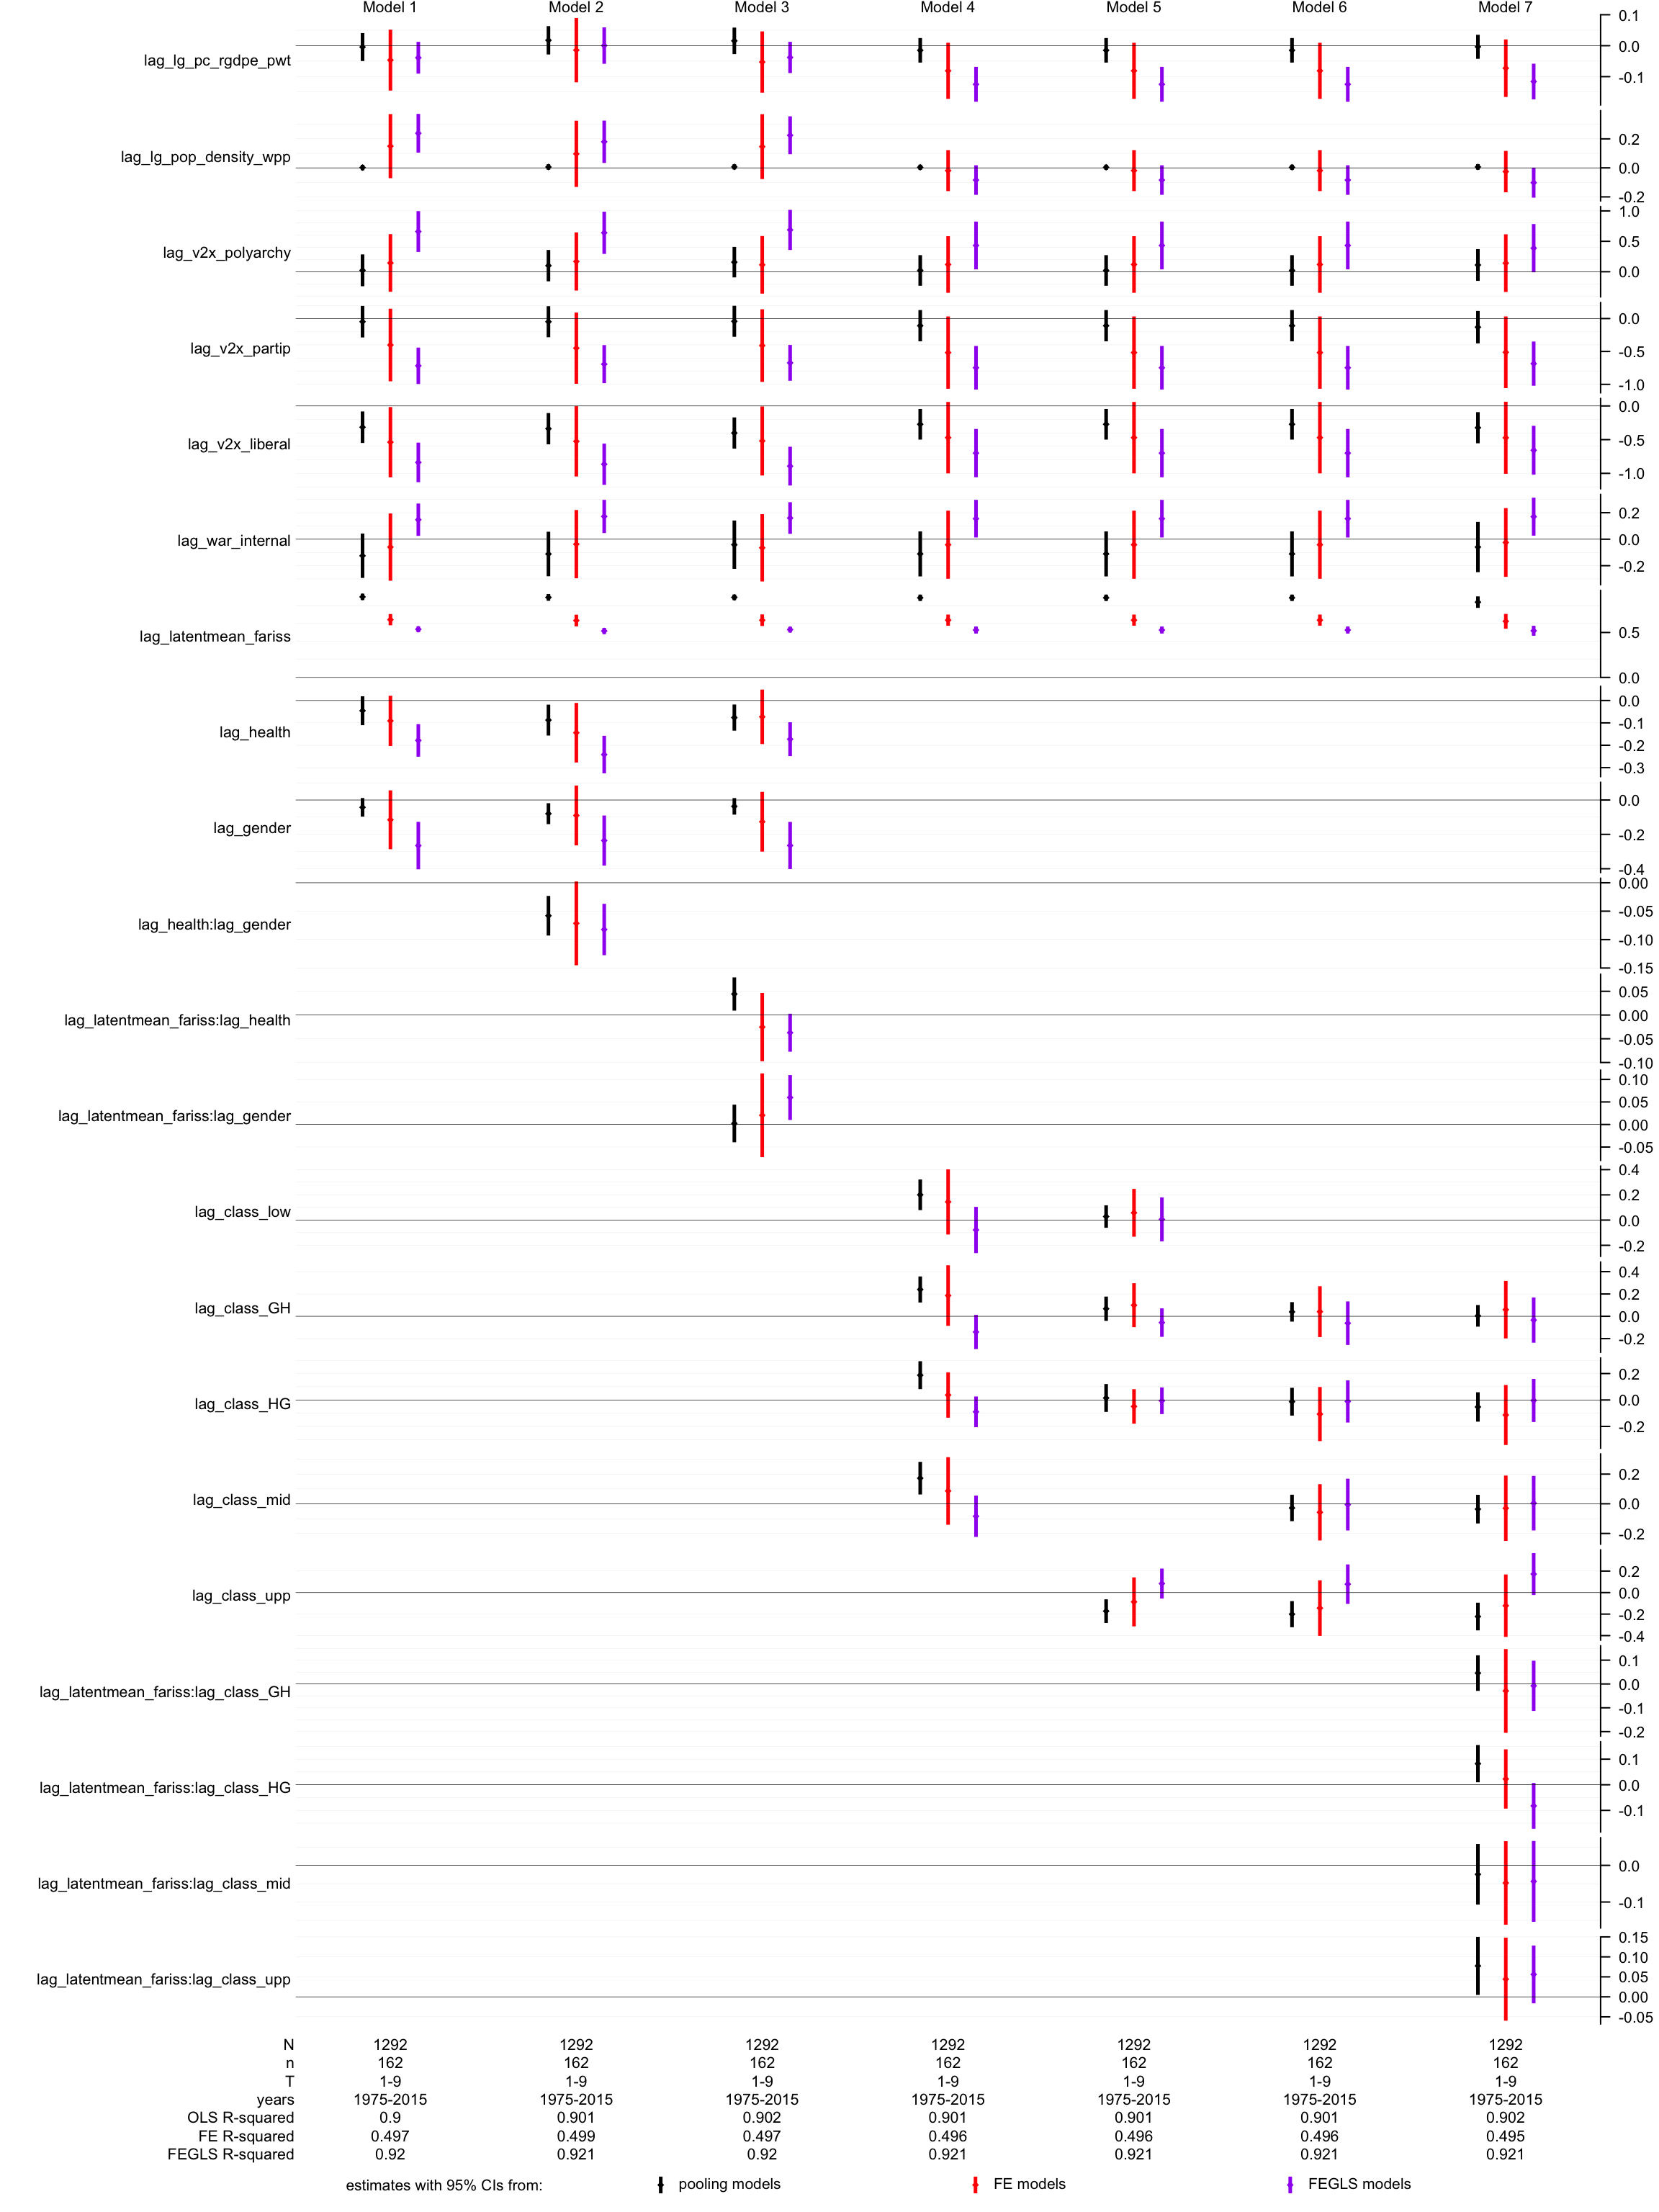 Model 1 Model 2 Model 3 Model 4 Model 5 Model 6 Model 7
lag_lg_pc_rgdpe_pwt 0.1 0.0 -0.1
lag_lg_pop_density_wpp 0.2 0.0 -0.2
lag_v2x_polyarchy 1.0 0.5 0.0
lag_v2x_partip 0.0 -0.5 -1.0
lag_v2x_liberal 0.0 -0.5 -1.0
lag_war_internal 0.2 0.0 -0.2
lag_latentmean_fariss 0.5 0.0
lag_health 0.0 -0.1 -0.2 -0.3
lag_gender 0.0 -0.2 -0.4
lag_health:lag_gender 0.00 -0.05 -0.10 -0.15
lag_latentmean_fariss:lag_health 0.05 0.00 -0.05 -0.10
lag_latentmean_fariss:lag_gender 0.10 0.05 0.00 -0.05
lag_class_low 0.4 0.2 0.0 -0.2
lag_class_GH 0.4 0.2 0.0 -0.2
lag_class_HG 0.2 0.0 -0.2
lag_class_mid 0.2 0.0 -0.2
lag_class_upp 0.2 0.0 -0.2 -0.4
lag_latentmean_fariss:lag_class_GH 0.1 0.0 -0.1 -0.2
lag_latentmean_fariss:lag_class_HG 0.1 0.0 -0.1
lag_latentmean_fariss:lag_class_mid 0.0 -0.1
lag_latentmean_fariss:lag_class_upp 0.15 0.10 0.05 0.00 -0.05
N 1292 1292 1292 1292 1292 1292 1292
n 162 162 162 162 162 162 162
T 1-9 1-9 1-9 1-9 1-9 1-9 1-9
years 1975-2015 1975-2015 1975-2015 1975-2015 1975-2015 1975-2015 1975-2015
OLS R-squared 0.9 0.901 0.902 0.901 0.901 0.901 0.902
FE R-squared 0.497 0.499 0.497 0.496 0.496 0.496 0.495
FEGLS R-squared 0.92 0.921 0.92 0.921 0.921 0.921 0.921
estimates with 95% CIs from: pooling models FE models FEGLS models